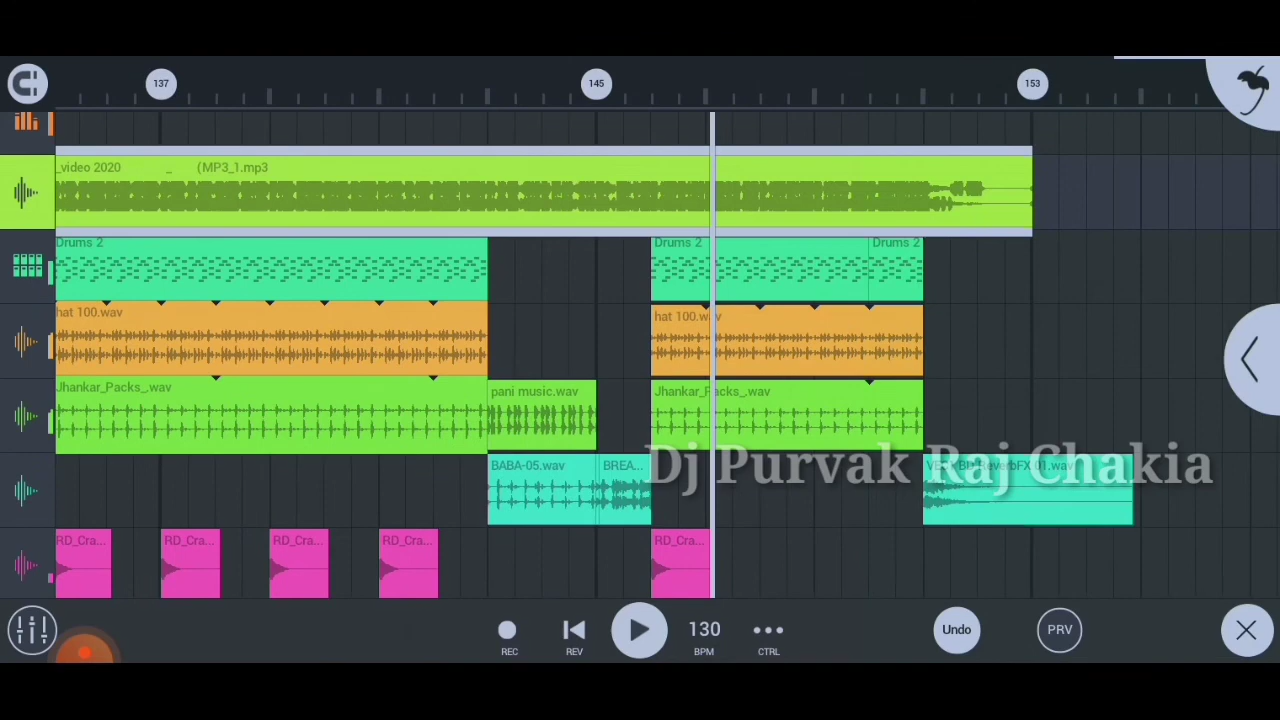 137 145 153
_video 2020 _ (MP3_1.mp3
Drums 2 Drums 2 Drums 2
hat 100.wav hat 100.wav
Jhankar_Packs_.wav pani music.wav Jhankar_Packs_.wav
Dj Purvak Raj Chakia
BABA-05.wav BREA...
RD_Cra... RD_Cra... RD_Cra... RD_Cra... RD_Cra...
130 Undo PRV
REC REV BPM CTRL